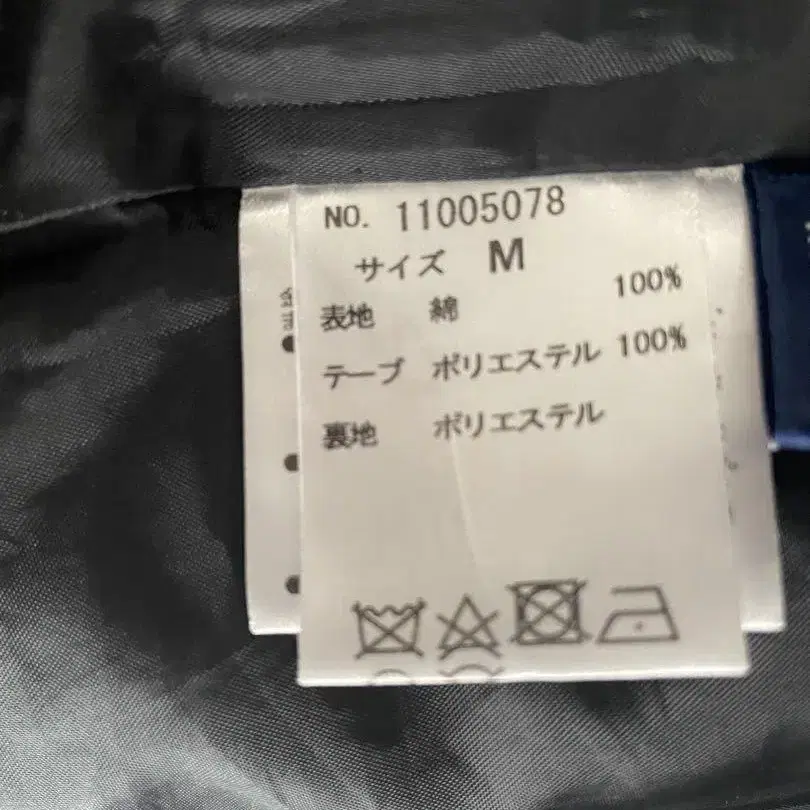 NO. 11005078
サイズ M
表地 綿 100%
テープ ポリエステル 100%
裏地 ポリエステル